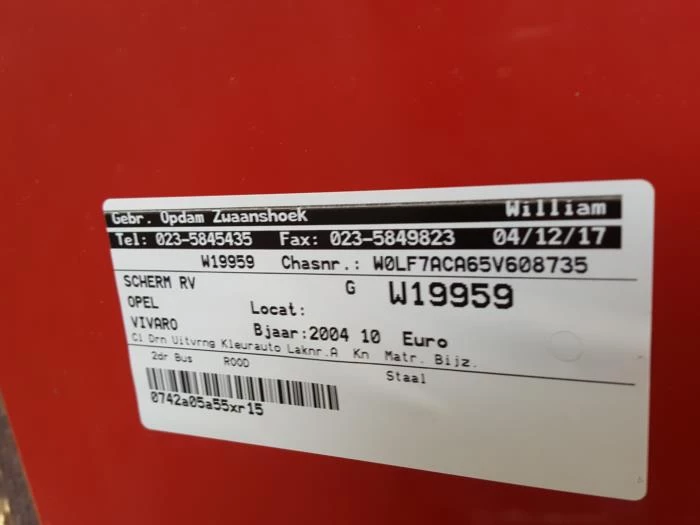 Gebr. Opdam Zwaanshoek William
Tel: 023-5845435 Fax: 023-5849823 04/12/17
W19959 Chasnr.: W0LF7ACA65V608735
SCHERM RV G W19959
OPEL Locat:
VIVARO Bjaar:2004 10 Euro
Cl Drn Uitvrng Kleurauto Laknr.A Kn Matr. Bijz.
2dr Bus ROOD Staal
0742a05a55xr15